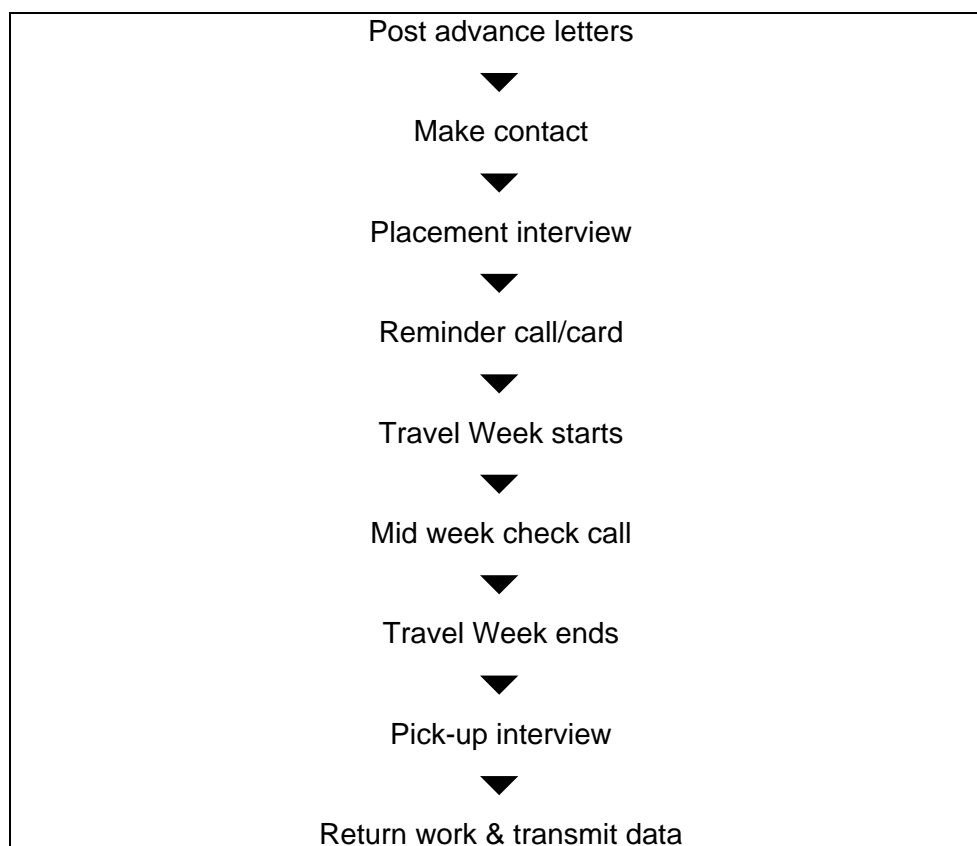 Post advance letters
Make contact
Placement interview
Reminder call/card
Travel Week starts
Mid week check call
Travel Week ends
Pick-up interview
Return work & transmit data